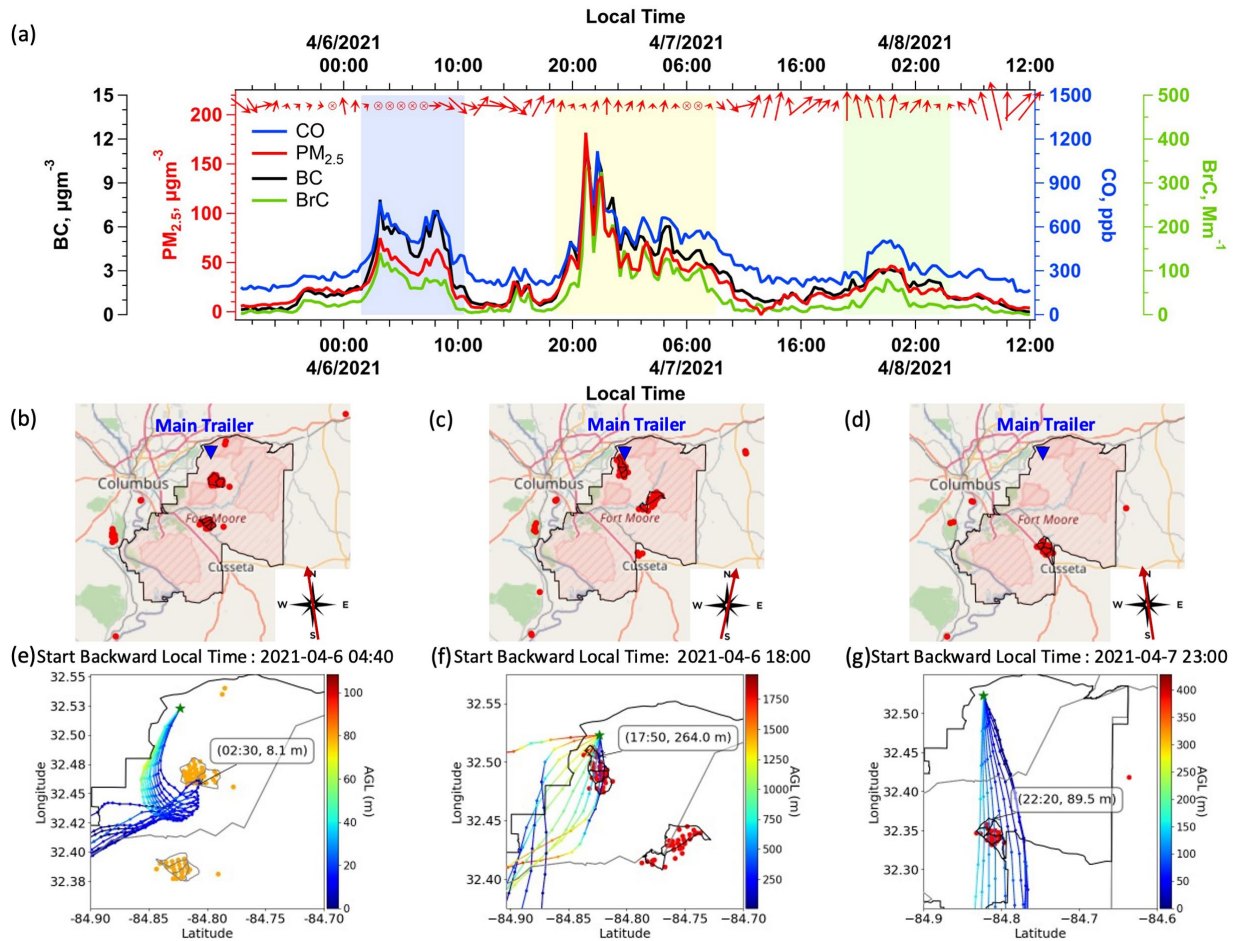 (a)
Local Time
4/6/2021 4/7/2021 4/8/2021
00:00 10:00 20:00 06:00 16:00 02:00 12:00
15 200 1500 500
12 150 1200 400
9 100 900 300
6 50 600 200
3 0 300 100
0 0 0
BC, µgm-3
PM2.5, µgm-3
CO
PM2.5
BC
BrC
CO, ppb
BrC, Mm-1
00:00 10:00 20:00 06:00 16:00 02:00 12:00
4/6/2021 4/7/2021 4/8/2021
Local Time
(b)
Main Trailer
Columbus
Fort Moore
Cusseta
N
W E
S
(c)
Main Trailer
Columbus
Fort Moore
Cusseta
N
W E
S
(d)
Main Trailer
Columbus
Fort Moore
Cusseta
N
W E
S
(e) Start Backward Local Time : 2021-04-6 04:40
32.55
32.53
32.50
32.48
32.45
32.42
32.40
32.38
Longitude
(02:30, 8.1 m)
−84.90 −84.85 −84.80 −84.75 −84.70
Latitude
100
80
60
40
20
0
AGL (m)
(f) Start Backward Local Time: 2021-04-6 18:00
32.55
32.50
32.45
32.40
Longitude
(17:50, 264.0 m)
−84.90 −84.85 −84.80 −84.75 −84.70
Latitude
1750
1500
1250
1000
750
500
250
AGL (m)
(g) Start Backward Local Time : 2021-04-7 23:00
32.50
32.45
32.40
32.35
32.30
Longitude
(22:20, 89.5 m)
−84.9 −84.8 −84.7 −84.6
Latitude
400
350
300
250
200
150
100
50
0
AGL (m)